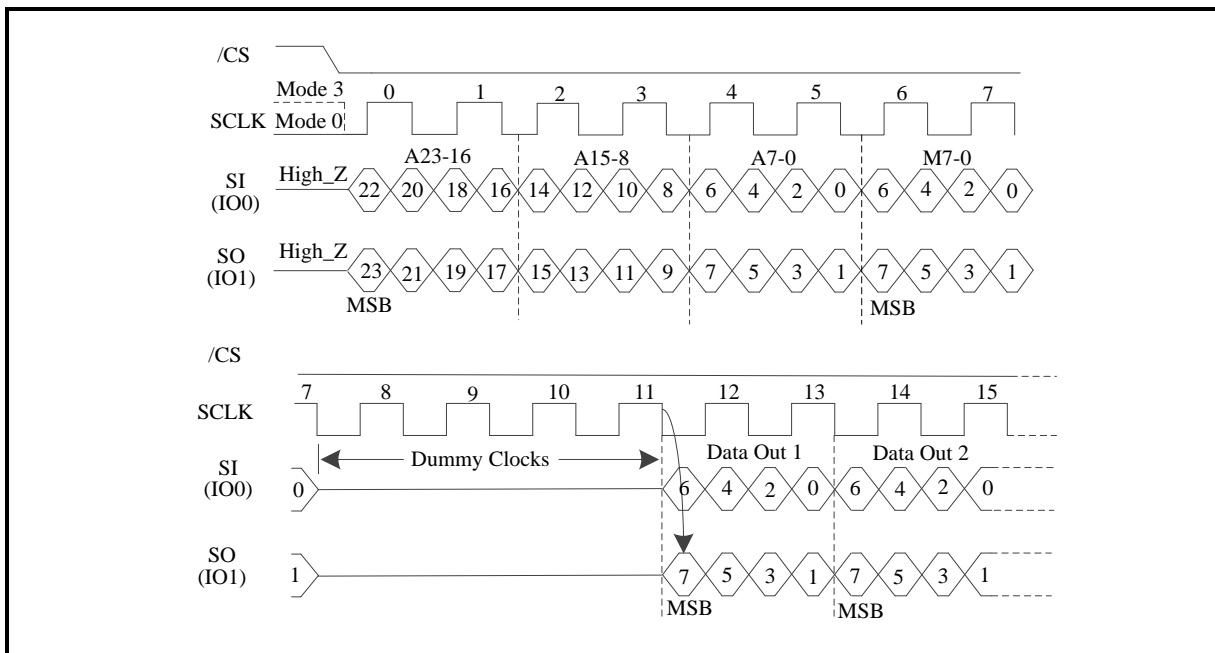 /CS
Mode 3
0 1 2 3 4 5 6 7
SCLK Mode 0
A23-16 A15-8 A7-0 M7-0
SI
(IO0)
High_Z
22 20 18 16 14 12 10 8 6 4 2 0 6 4 2 0
SO
(IO1)
High_Z
23 21 19 17 15 13 11 9 7 5 3 1 7 5 3 1
MSB MSB
/CS
7 8 9 10 11 12 13 14 15
SCLK
Dummy Clocks Data Out 1 Data Out 2
SI
(IO0)
0 6 4 2 0 6 4 2 0
SO
(IO1)
1 7 5 3 1 7 5 3 1
MSB MSB